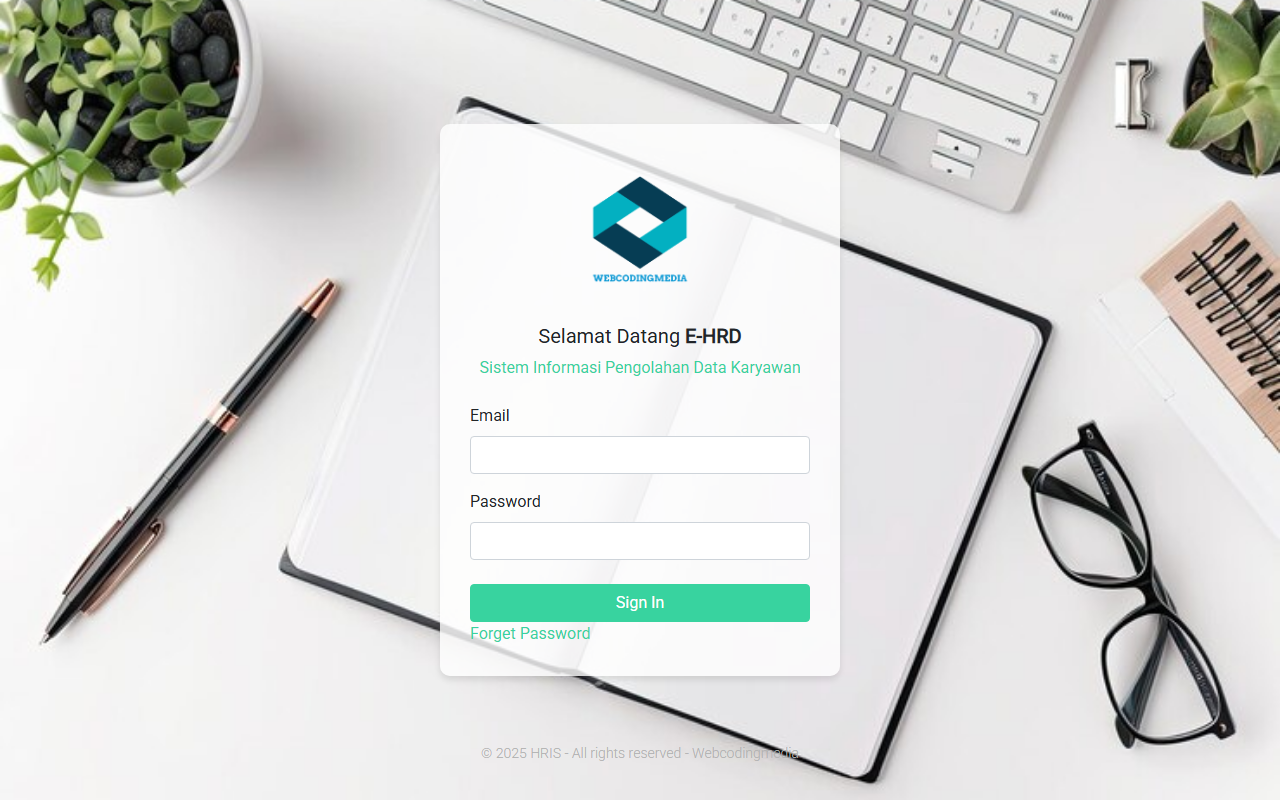 WEBCODINGMEDIA
Selamat Datang E-HRD
Sistem Informasi Pengolahan Data Karyawan
Email
Password
Sign In
Forget Password
© 2025 HRIS - All rights reserved - Webcodingmedia